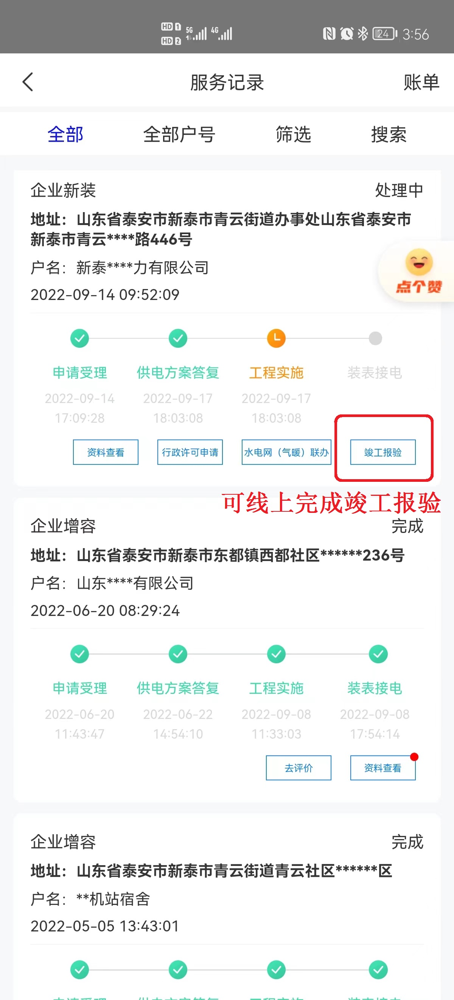 HD 1 5G 4G
HD 2
24 3:56
服务记录 账单
全部 全部户号 筛选 搜索
企业新装 处理中
地址：山东省泰安市新泰市青云街道办事处山东省泰安市
新泰市青云****路446号
户名：新泰****力有限公司
2022-09-14 09:52:09
点个赞
申请受理 供电方案答复 工程实施 装表接电
2022-09-14 2022-09-17 2022-09-17
17:09:28 18:03:08 18:03:08
资料查看 行政许可申请 水电网（气暖）联办 竣工报验
可线上完成竣工报验
企业增容 完成
地址：山东省泰安市新泰市东都镇西都社区******236号
户名：山东****有限公司
2022-06-20 08:29:24
申请受理 供电方案答复 工程实施 装表接电
2022-06-20 2022-06-22 2022-09-08 2022-09-08
11:43:47 14:54:10 11:33:03 17:54:14
去评价 资料查看
企业增容 完成
地址：山东省泰安市新泰市青云街道青云社区******区
户名：**机站宿舍
2022-05-05 13:43:01